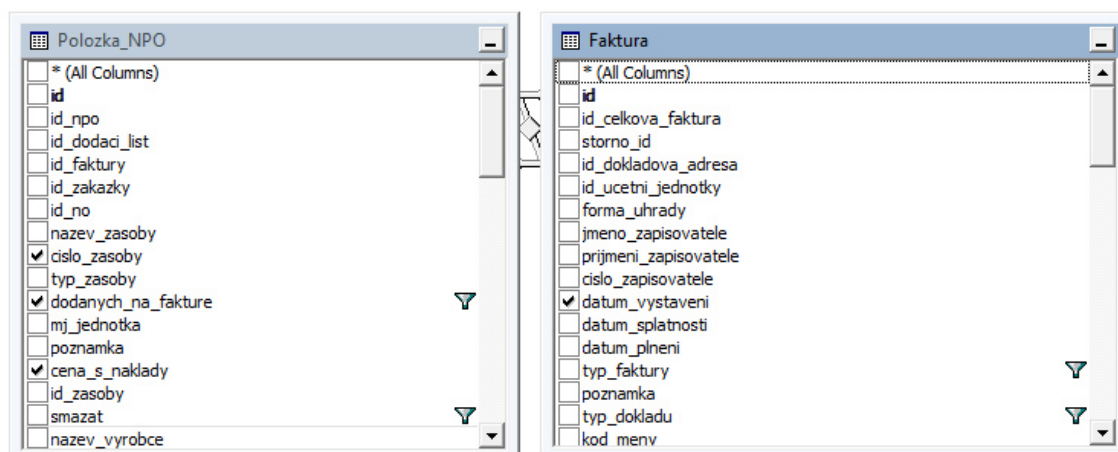 Polozka_NPO
* (All Columns)
id
id_npo
id_dodaci_list
id_faktury
id_zakazky
id_no
nazev_zasoby
cislo_zasoby
typ_zasoby
dodanych_na_fakture
mj_jednotka
poznamka
cena_s_naklady
id_zasoby
smazat
nazev_vyrobce
Faktura
* (All Columns)
id
id_celkova_faktura
storno_id
id_dokladova_adresa
id_ucetni_jednotky
forma_uhrady
jmeno_zapisovatele
prijmeni_zapisovatele
cislo_zapisovatele
datum_vystaveni
datum_splatnosti
datum_plneni
typ_faktury
poznamka
typ_dokladu
kod_meny